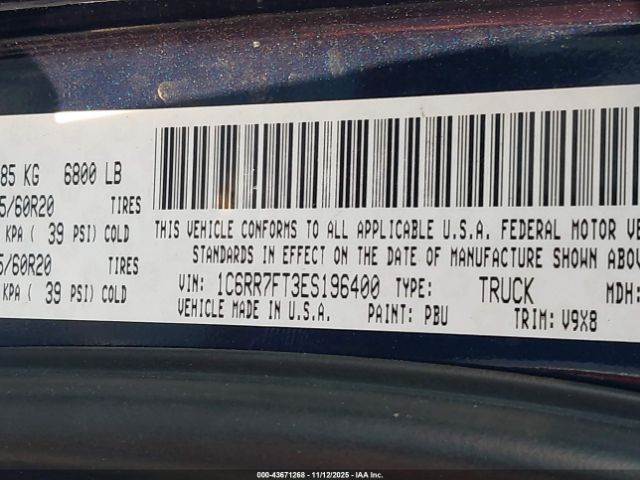 85 KG 6800 LB
5/60R20 TIRES
KPA ( 39 PSI) COLD
5/60R20 TIRES
KPA ( 39 PSI) COLD
THIS VEHICLE CONFORMS TO ALL APPLICABLE U.S.A. FEDERAL MOTOR VE
STANDARDS IN EFFECT ON THE DATE OF MANUFACTURE SHOWN ABOV
VIN: 1C6RR7FT3ES196400 TYPE: TRUCK MDH:
VEHICLE MADE IN U.S.A. PAINT: PBU TRIM: V9X8
000-43671268 - 11/12/2025 - IAA Inc.